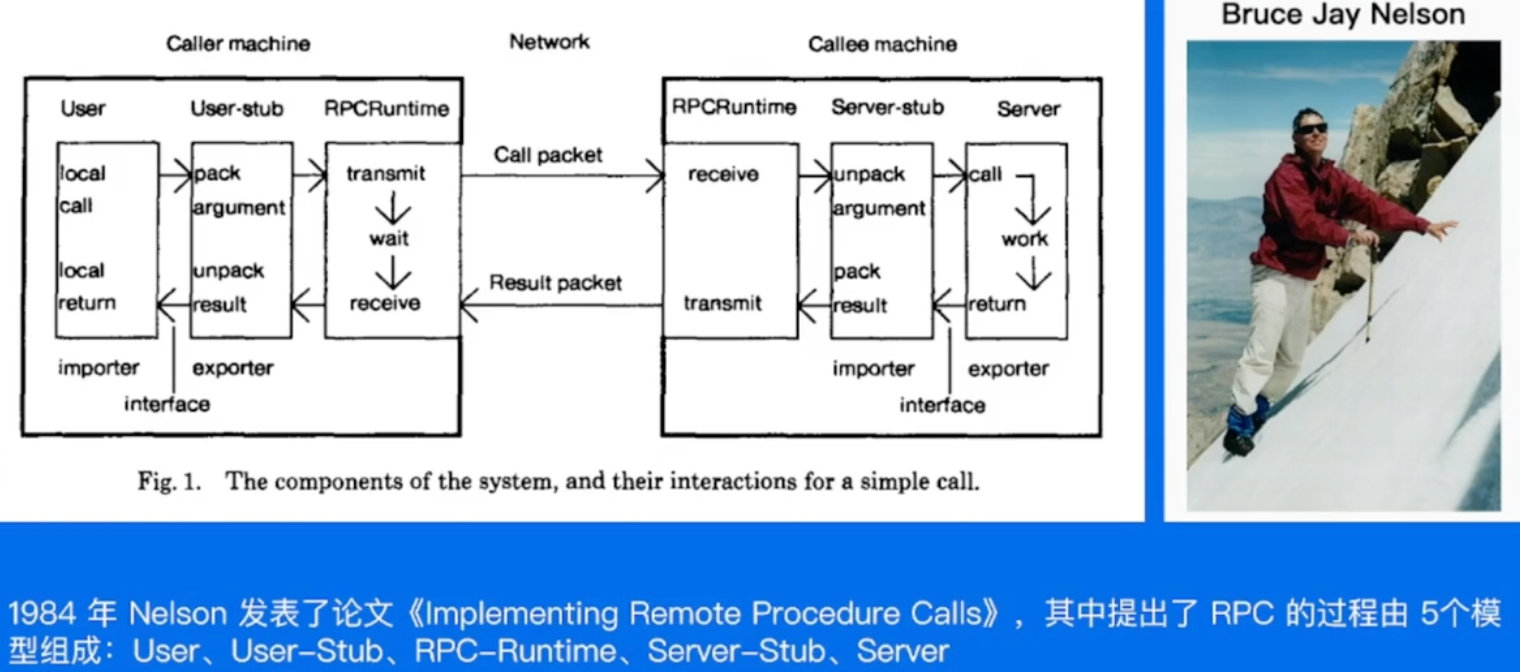 Caller machine
Network
Callee machine
User
User-stub
RPCRuntime
local
call
local
return
pack
argument
unpack
result
transmit
wait
receive
importer
exporter
interface
Call packet
Result packet
RPCRuntime
Server-stub
Server
receive
transmit
unpack
argument
pack
result
call
work
return
importer
exporter
interface
Fig. 1. The components of the system, and their interactions for a simple call.
Bruce Jay Nelson
1984 年 Nelson 发表了论文《Implementing Remote Procedure Calls》，其中提出了 RPC 的过程由 5个模
型组成：User、User-Stub、RPC-Runtime、Server-Stub、Server